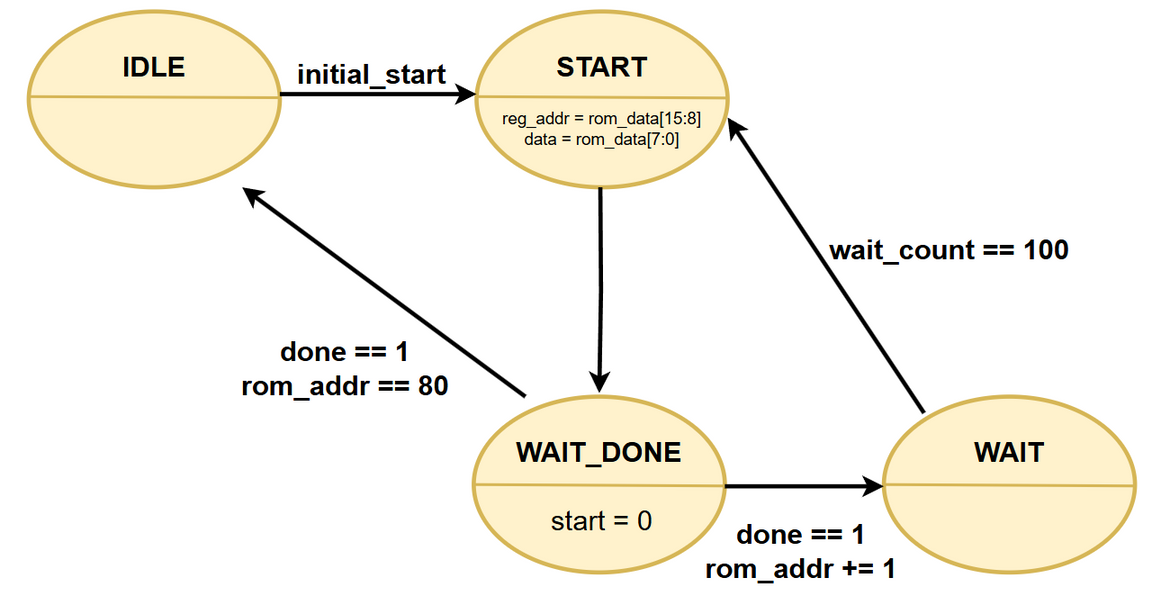 IDLE
initial_start
START
reg_addr = rom_data[15:8]
data = rom_data[7:0]
wait_count == 100
done == 1
rom_addr == 80
WAIT_DONE
start = 0
WAIT
done == 1
rom_addr += 1